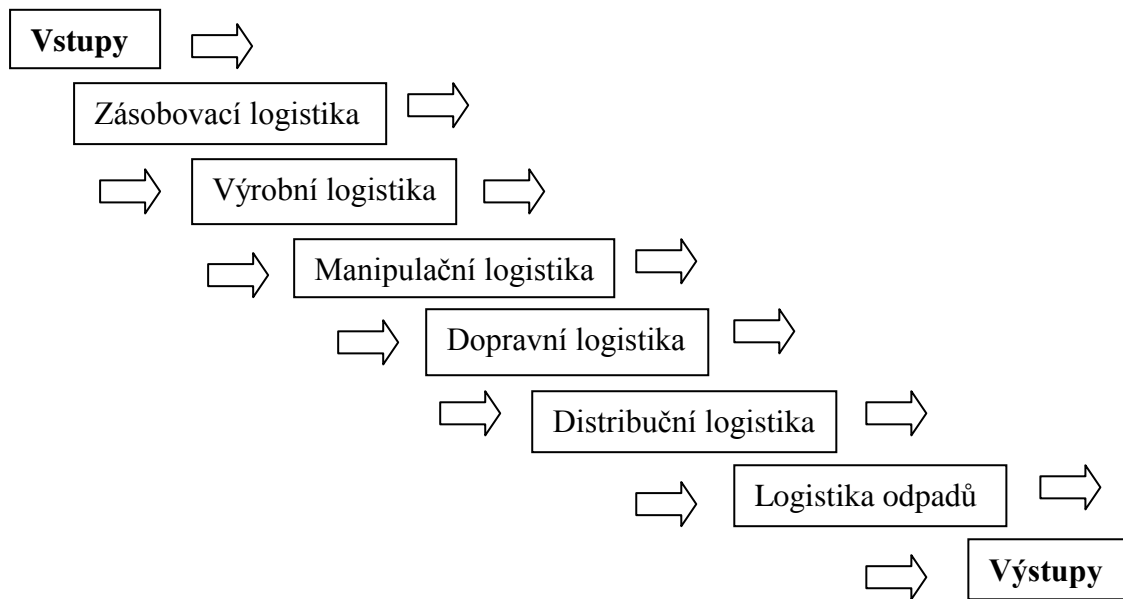 Vstupy
Zásobovací logistika
Výrobní logistika
Manipulační logistika
Dopravní logistika
Distribuční logistika
Logistika odpadů
Výstupy